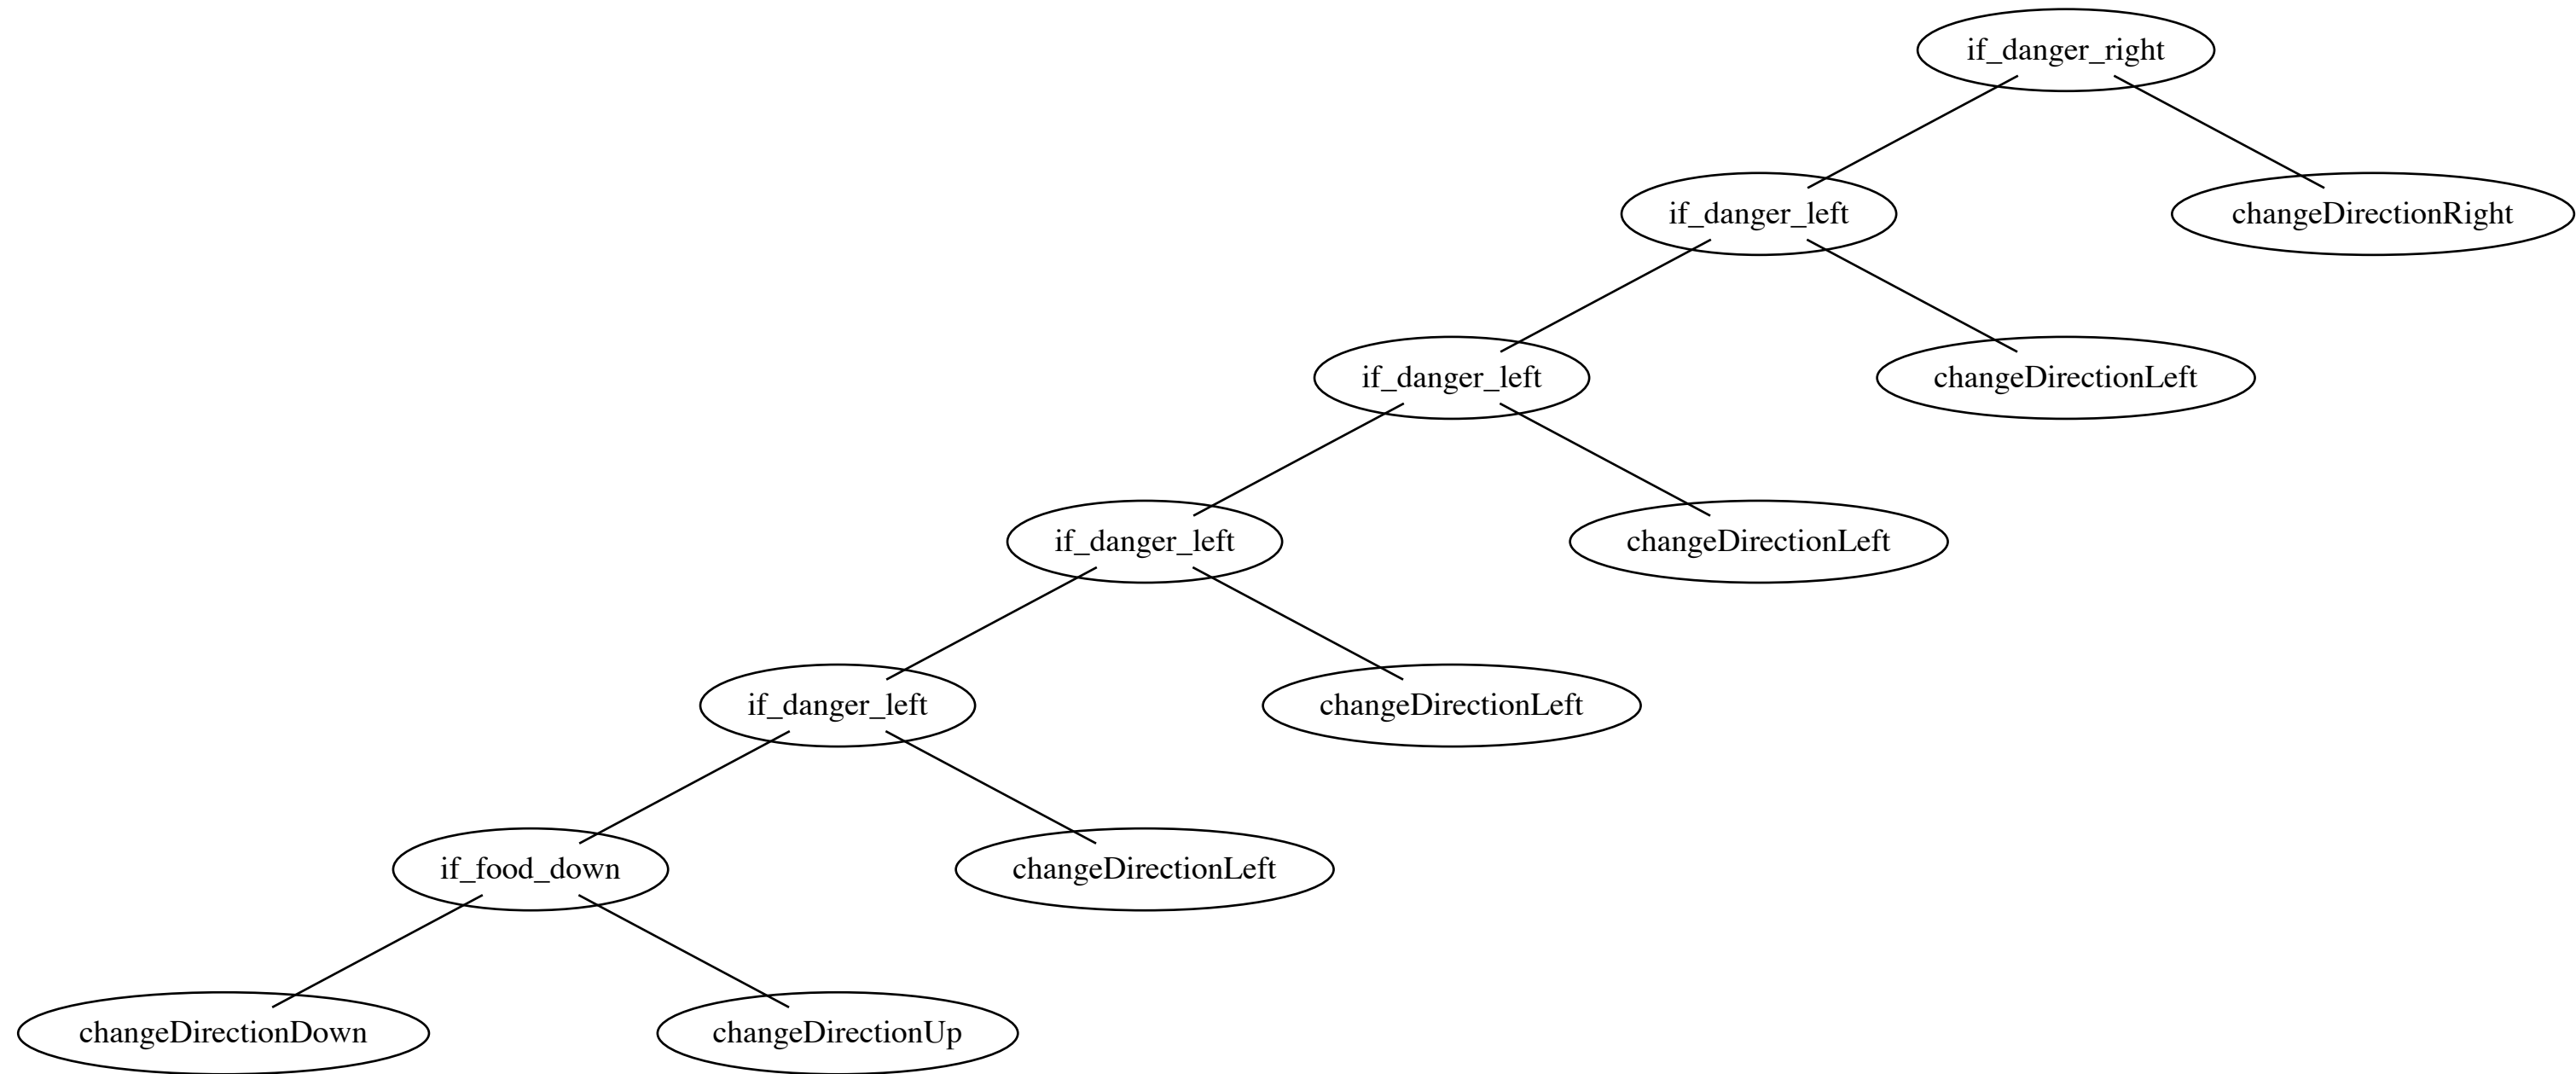 if_danger_right
if_danger_left
changeDirectionRight
if_danger_left
changeDirectionLeft
if_danger_left
changeDirectionLeft
if_danger_left
changeDirectionLeft
if_food_down
changeDirectionLeft
changeDirectionDown
changeDirectionUp